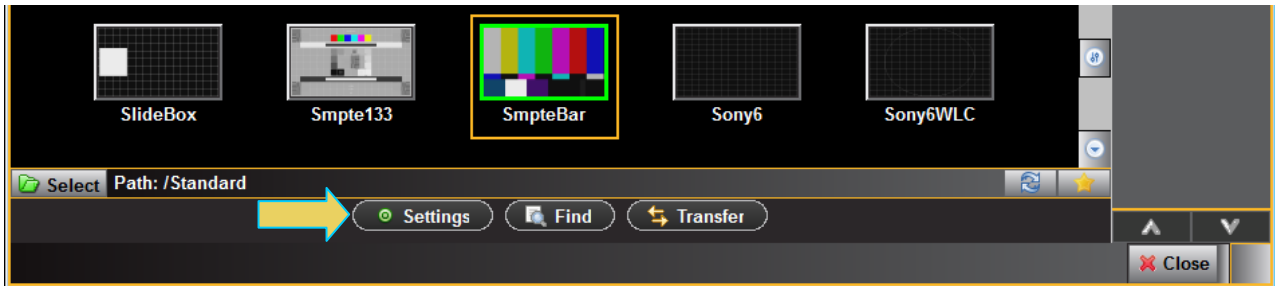 SlideBox Smpte133 SmpteBar Sony6 Sony6WLC
Select Path: /Standard
Settings Find Transfer
Close